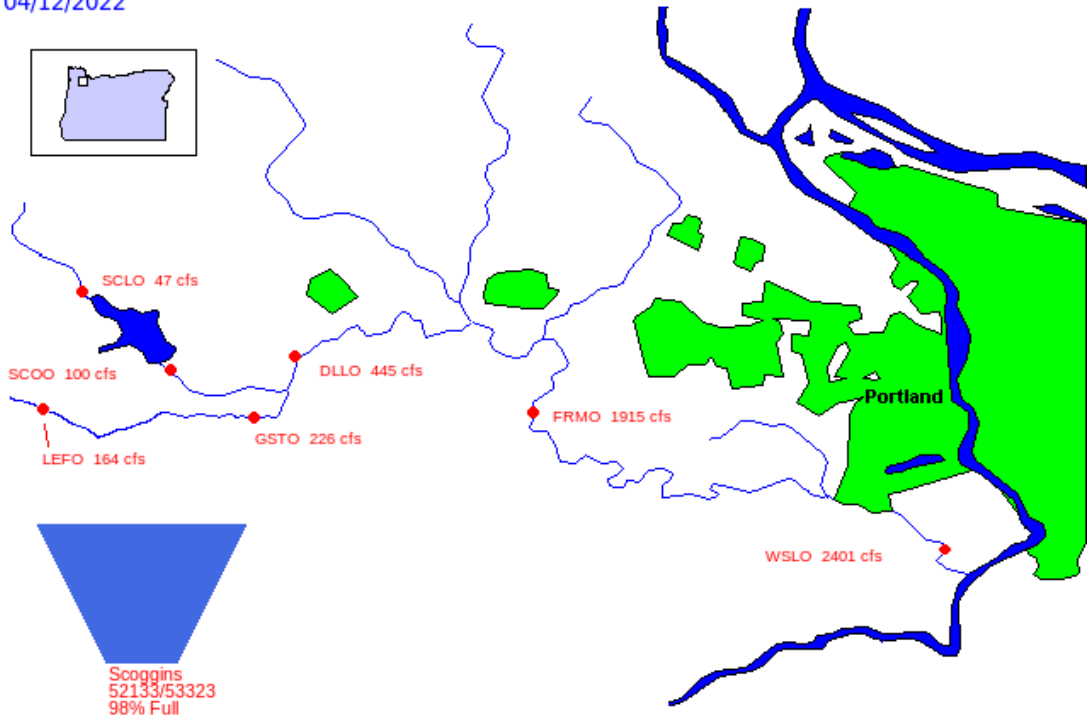 04/12/2022
SCLO 47 cfs
SCOO 100 cfs
DLLO 445 cfs
Portland
FRMO 1915 cfs
GSTO 226 cfs
LEFO 164 cfs
WSLO 2401 cfs
Scoggins
52133/53323
98% Full